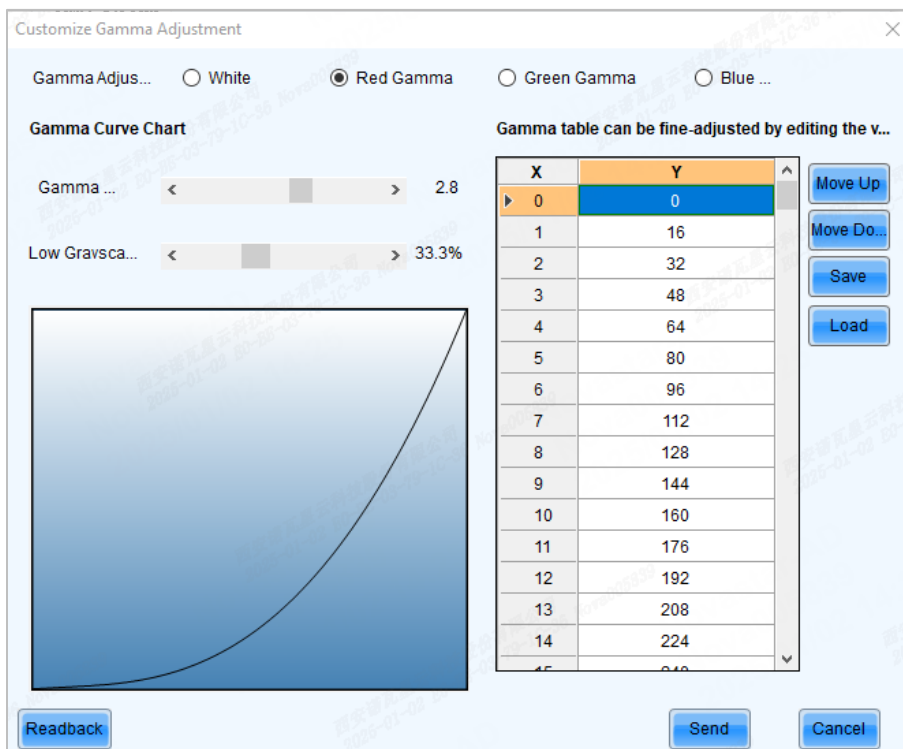 Customize Gamma Adjustment
Gamma Adjus... White Red Gamma Green Gamma Blue ...
Gamma Curve Chart
Gamma table can be fine-adjusted by editing the v...
Gamma ... 2.8
Low Graysca... 33.3%
X Y
0 0
1 16
2 32
3 48
4 64
5 80
6 96
7 112
8 128
9 144
10 160
11 176
12 192
13 208
14 224
Move Up
Move Do...
Save
Load
Readback
Send
Cancel